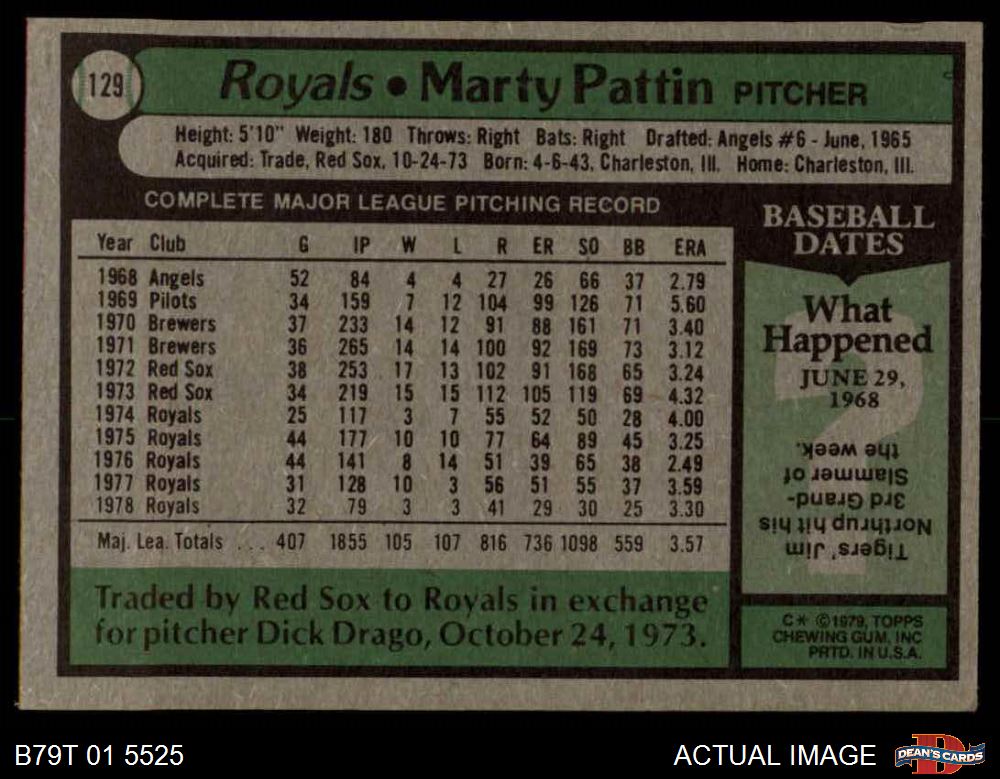 129
Royals • Marty Pattin PITCHER
Height: 5'10" Weight: 180 Throws: Right Bats: Right Drafted: Angels #6 - June, 1965
Acquired: Trade, Red Sox, 10-24-73 Born: 4-6-43, Charleston, Ill. Home: Charleston, Ill.
COMPLETE MAJOR LEAGUE PITCHING RECORD
Year Club G IP W L R ER SO BB ERA
1968 Angels 52 84 4 4 27 26 66 37 2.79
1969 Pilots 34 159 7 12 104 99 126 71 5.60
1970 Brewers 37 233 14 12 91 88 161 71 3.40
1971 Brewers 36 265 14 14 100 92 169 73 3.12
1972 Red Sox 38 253 17 13 102 91 168 65 3.24
1973 Red Sox 34 219 15 15 112 105 119 69 4.32
1974 Royals 25 117 3 7 55 52 50 28 4.00
1975 Royals 44 177 10 10 77 64 89 45 3.25
1976 Royals 44 141 8 14 51 39 65 38 2.49
1977 Royals 31 128 10 3 56 51 55 37 3.59
1978 Royals 32 79 3 3 41 29 30 25 3.30
Maj. Lea. Totals ... 407 1855 105 107 816 736 1098 559 3.57
Traded by Red Sox to Royals in exchange
for pitcher Dick Drago, October 24, 1973.
BASEBALL
DATES
What
Happened
JUNE 29,
1968
?
Tigers' Jim
Northrup hit his
3rd Grand-
Slammer of
the week.
C* ©1979, TOPPS
CHEWING GUM, INC
PRTD. IN U.S.A.
B79T 01 5525
ACTUAL IMAGE
DEAN'S CARDS